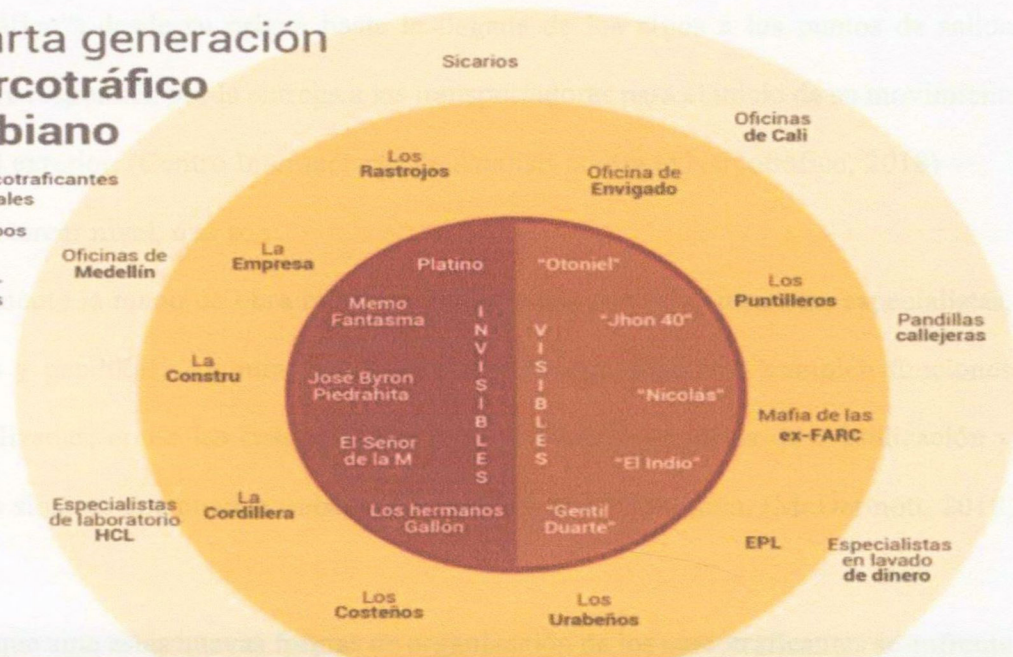 arta generación
rcotráfico
biano
cotraficantes
ales
pos
Sicarios
Oficinas
de Cali
Los
Rastrojos
Oficina de
Envigado
Oficinas de
Medellín
La
Empresa
Platino
"Otoniel"
Los
Puntilleros
Memo
Fantasma
"Jhon 40"
Pandillas
callejeras
INVISIBLES
VISIBLES
La
Constru
José Byron
Piedrahita
"Nicolás"
Mafia de las
ex-FARC
El Señor
de la M
"El Indio"
Especialistas
de laboratorio
HCL
La
Cordillera
Los hermanos
Gallón
"Gentil
Duarte"
EPL
Especialistas
en lavado
de dinero
Los
Costeños
Los
Urabeños